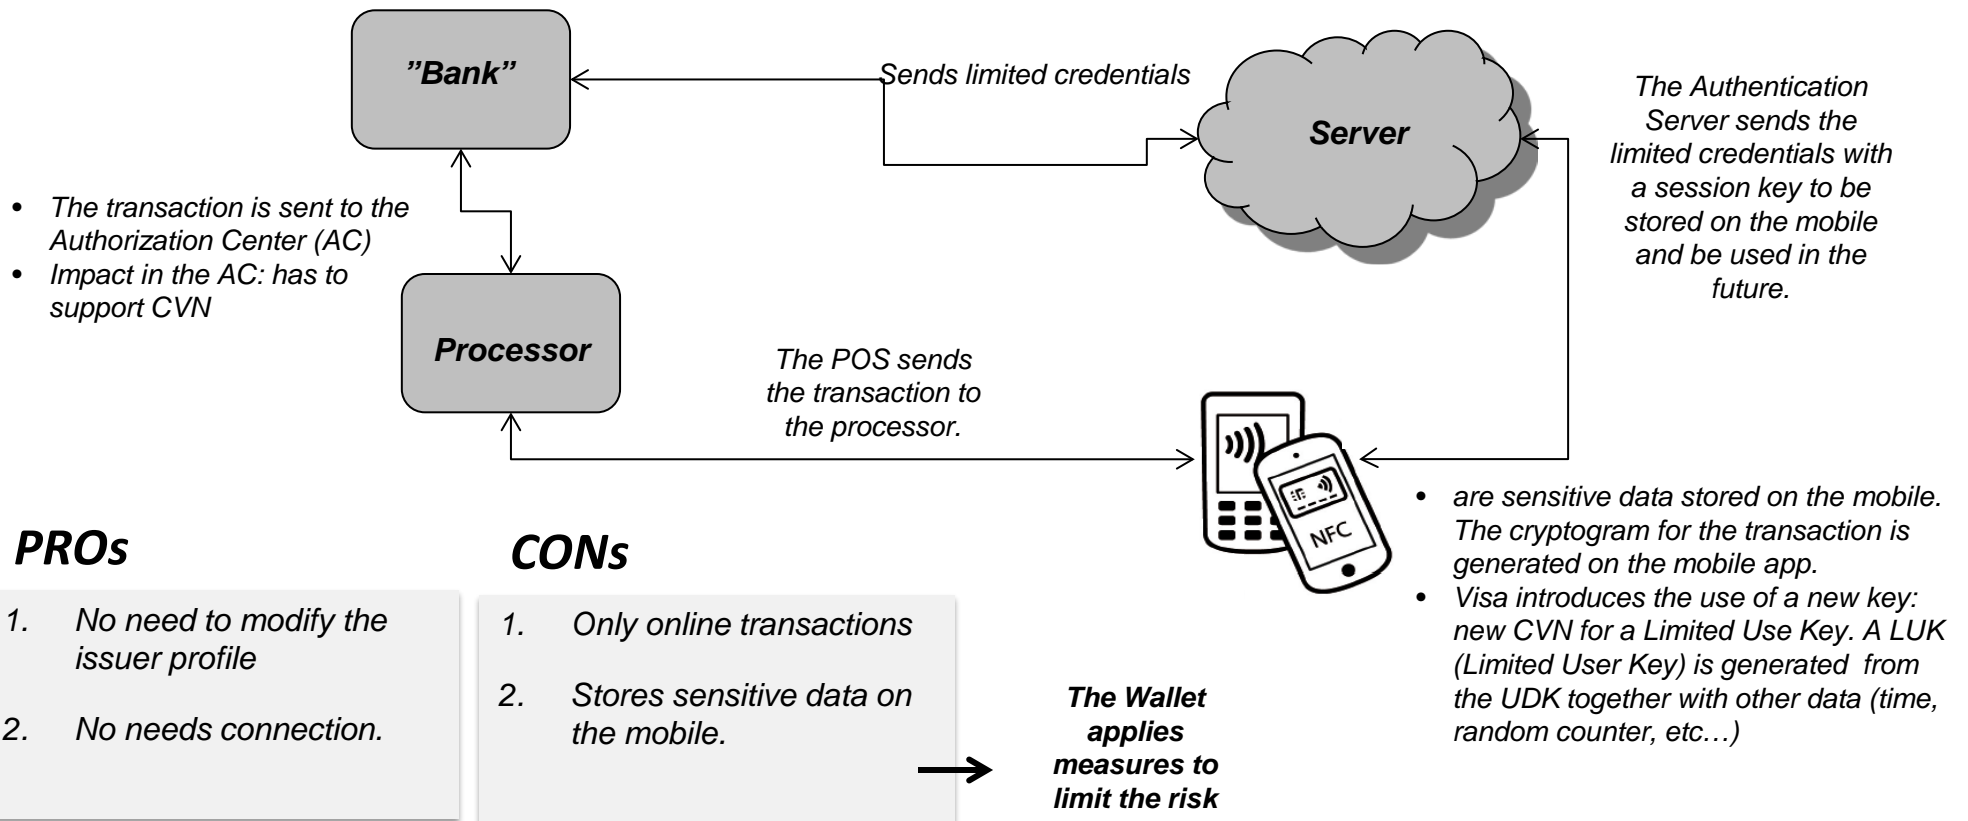 ”Bank”
Sends limited credentials
Server
The Authentication
Server sends the
limited credentials with
a session key to be
stored on the mobile
and be used in the
future.
• The transaction is sent to the
Authorization Center (AC)
• Impact in the AC: has to
support CVN
Processor
The POS sends
the transaction to
the processor.
NFC
• are sensitive data stored on the mobile.
The cryptogram for the transaction is
generated on the mobile app.
• Visa introduces the use of a new key:
new CVN for a Limited Use Key. A LUK
(Limited User Key) is generated from
the UDK together with other data (time,
random counter, etc…)
PROs
1. No need to modify the
issuer profile
2. No needs connection.
CONs
1. Only online transactions
2. Stores sensitive data on
the mobile.
The Wallet
applies
measures to
limit the risk